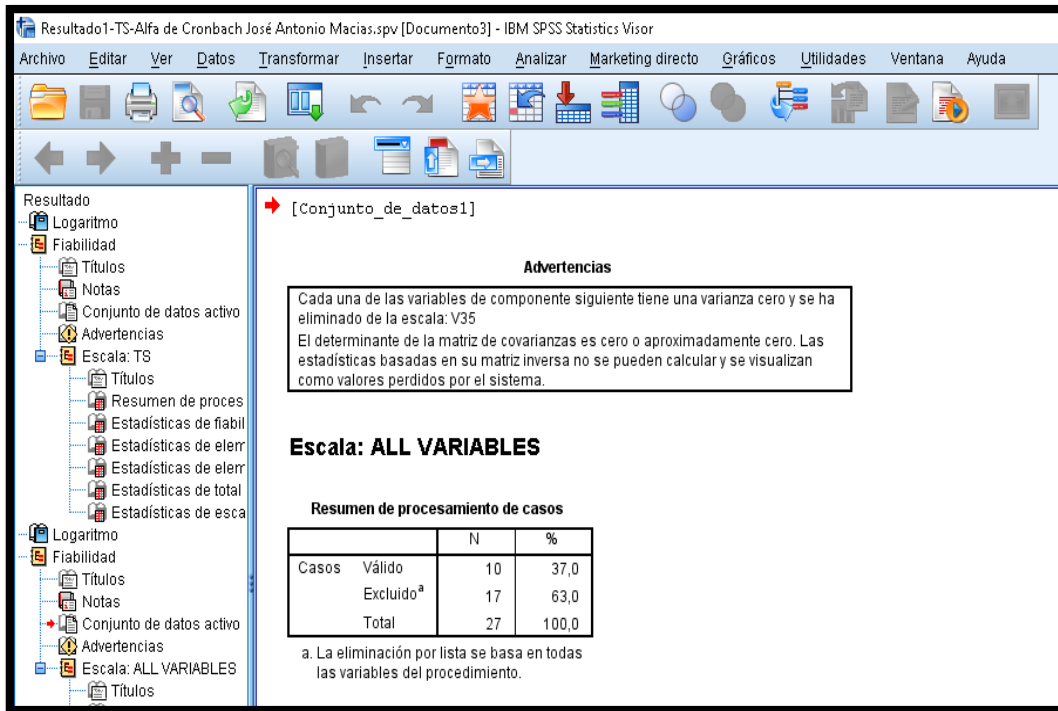 Resultado1-TS-Alfa de Cronbach José Antonio Macias.spv [Documento3] - IBM SPSS Statistics Visor
Archivo Editar Ver Datos Transformar Insertar Formato Analizar Marketing directo Gráficos Utilidades Ventana Ayuda
Resultado
Logaritmo
Fiabilidad
Títulos
Notas
Conjunto de datos activo
Advertencias
Escala: TS
Títulos
Resumen de proces
Estadísticas de fiabil
Estadísticas de elem
Estadísticas de elem
Estadísticas de total
Estadísticas de esca
Logaritmo
Fiabilidad
Títulos
Notas
Conjunto de datos activo
Advertencias
Escala: ALL VARIABLES
Títulos
[Conjunto_de_datos1]
Advertencias
Cada una de las variables de componente siguiente tiene una varianza cero y se ha
eliminado de la escala: V35
El determinante de la matriz de covarianzas es cero o aproximadamente cero. Las
estadísticas basadas en su matriz inversa no se pueden calcular y se visualizan
como valores perdidos por el sistema.
Escala: ALL VARIABLES
Resumen de procesamiento de casos
N %
Casos Válido 10 37,0
Excluido a 17 63,0
Total 27 100,0
a. La eliminación por lista se basa en todas
las variables del procedimiento.